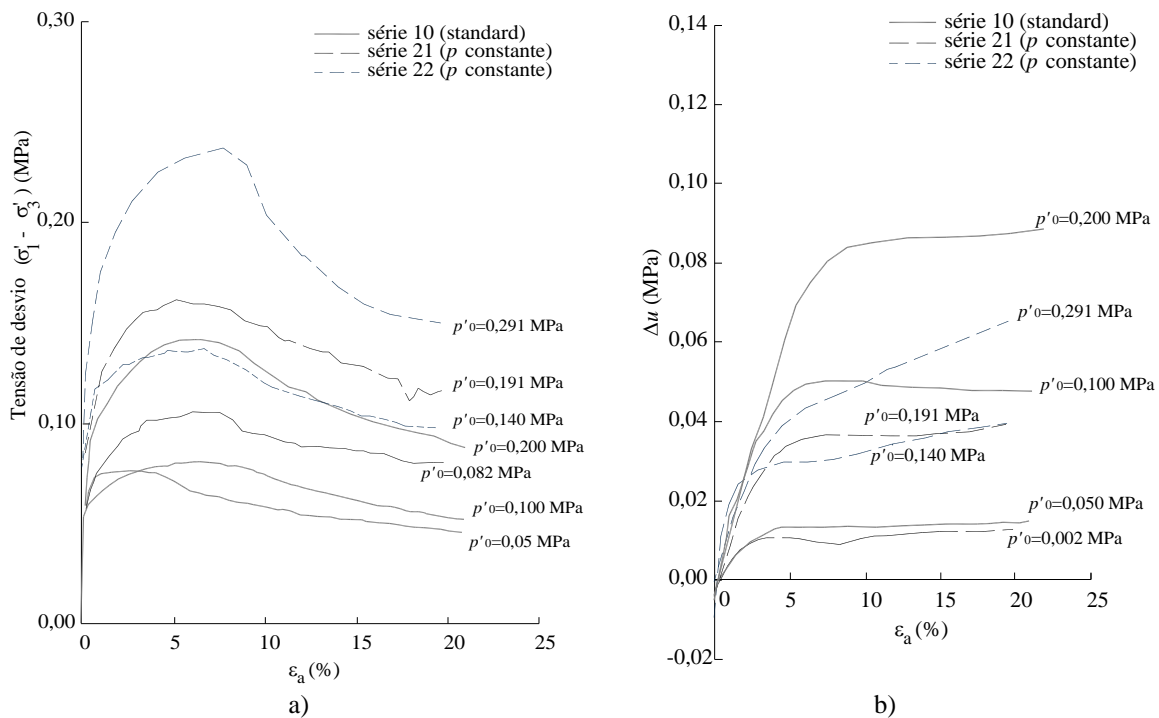 0,30
série 10 (standard)
série 21 (p constante)
série 22 (p constante)
Tensão de desvio (σ'1 - σ'3) (MPa)
0,20
0,10
0,00
p'0=0,291 MPa
p'0=0,191 MPa
p'0=0,140 MPa
p'0=0,200 MPa
p'0=0,082 MPa
p'0=0,100 MPa
p'0=0,05 MPa
0 5 10 15 20 25
εa (%)
a)
0,14
série 10 (standard)
série 21 (p constante)
série 22 (p constante)
0,12
0,10
0,08
0,06
0,04
0,02
0,00
-0,02
Δu (MPa)
p'0=0,200 MPa
p'0=0,291 MPa
p'0=0,100 MPa
p'0=0,191 MPa
p'0=0,140 MPa
p'0=0,050 MPa
p'0=0,002 MPa
0 5 10 15 20 25
εa (%)
b)